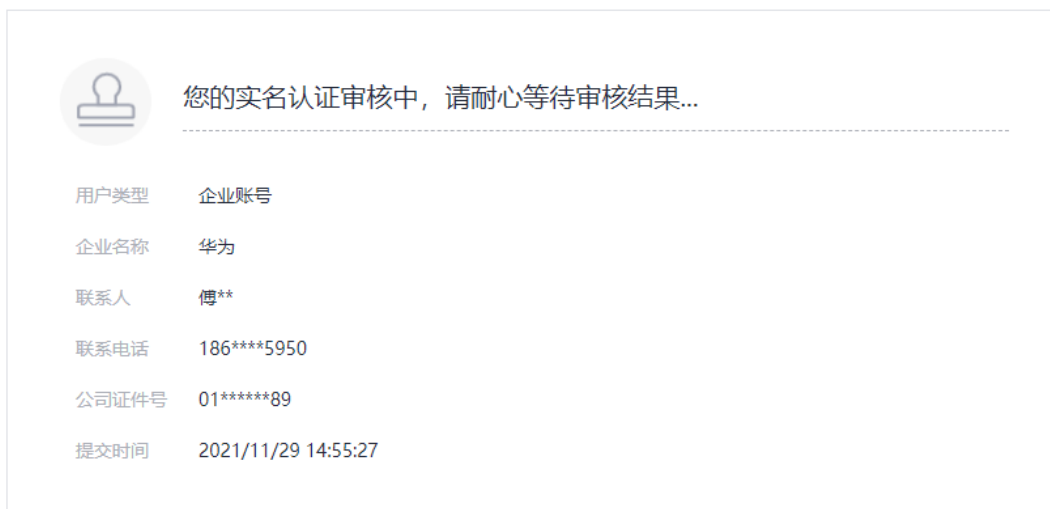 您的实名认证审核中，请耐心等待审核结果...
用户类型 企业账号
企业名称 华为
联系人 傅**
联系电话 186****5950
公司证件号 01******89
提交时间 2021/11/29 14:55:27